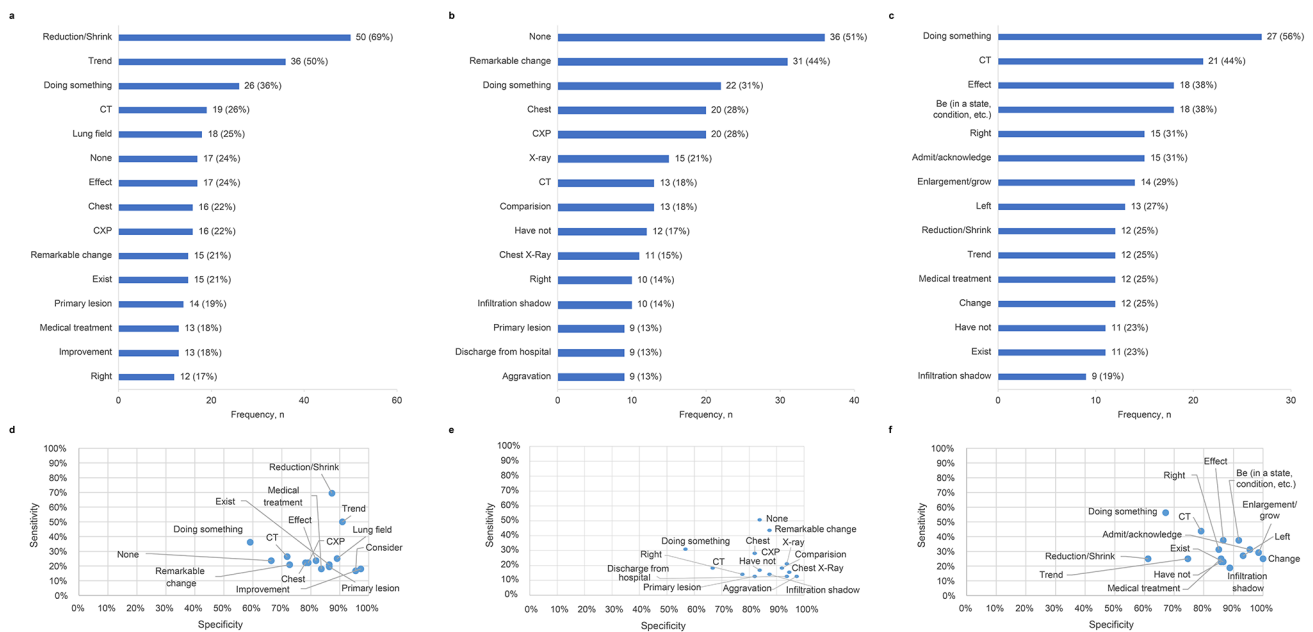 a
Reduction/Shrink 50 (69%)
Trend 36 (50%)
Doing something 26 (36%)
CT 19 (26%)
Lung field 18 (25%)
None 17 (24%)
Effect 17 (24%)
Chest 16 (22%)
CXP 16 (22%)
Remarkable change 15 (21%)
Exist 15 (21%)
Primary lesion 14 (19%)
Medical treatment 13 (18%)
Improvement 13 (18%)
Right 12 (17%)
0 20 40 60
Frequency, n
b
None 36 (51%)
Remarkable change 31 (44%)
Doing something 22 (31%)
Chest 20 (28%)
CXP 20 (28%)
X-ray 15 (21%)
CT 13 (18%)
Comparision 13 (18%)
Have not 12 (17%)
Chest X-Ray 11 (15%)
Right 10 (14%)
Infiltration shadow 10 (14%)
Primary lesion 9 (13%)
Discharge from hospital 9 (13%)
Aggravation 9 (13%)
0 10 20 30 40
Frequency, n
c
Doing something 27 (56%)
CT 21 (44%)
Effect 18 (38%)
Be (in a state,
condition, etc.) 18 (38%)
Right 15 (31%)
Admit/acknowledge 15 (31%)
Enlargement/grow 14 (29%)
Left 13 (27%)
Reduction/Shrink 12 (25%)
Trend 12 (25%)
Medical treatment 12 (25%)
Change 12 (25%)
Have not 11 (23%)
Exist 11 (23%)
Infiltration shadow 9 (19%)
0 10 20 30
Frequency, n
d
100%
90%
80%
70%
60%
50%
40%
30%
20%
10%
0%
Sensitivity
Reduction/Shrink
Medical
treatment
Exist
Trend
Effect
Doing something
Lung field
CT
CXP
Consider
None
Remarkable
change
Chest
Improvement
Primary lesion
0% 10% 20% 30% 40% 50% 60% 70% 80% 90% 100%
Specificity
e
100%
90%
80%
70%
60%
50%
40%
30%
20%
10%
0%
Sensitivity
None
Remarkable change
Doing something
Chest
X-ray
Right
CXP
Comparision
CT
Have not
Discharge from
hospital
Chest X-Ray
Primary lesion
Aggravation
Infiltration shadow
0% 10% 20% 30% 40% 50% 60% 70% 80% 90% 100%
Specificity
f
100%
90%
80%
70%
60%
50%
40%
30%
20%
10%
0%
Sensitivity
Effect
Right
Be (in a state,
condition, etc.)
Doing something
CT
Enlargement/
grow
Admit/acknowledge
Left
Exist
Reduction/Shrink
Change
Trend
Have not
Medical treatment
Infiltration
shadow
0% 10% 20% 30% 40% 50% 60% 70% 80% 90% 100%
Specificity